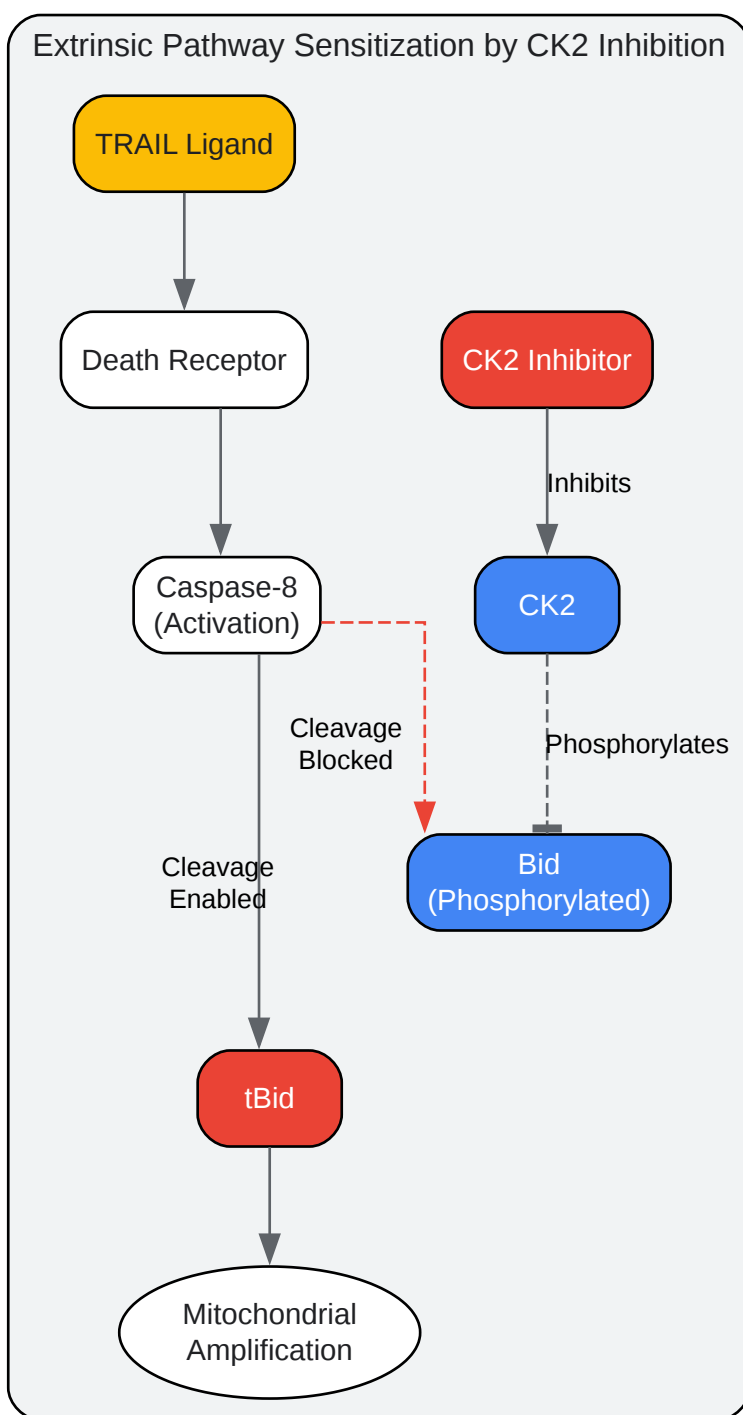 Extrinsic Pathway Sensitization by CK2 Inhibition
TRAIL Ligand
Death Receptor
CK2 Inhibitor
Inhibits
Caspase-8
(Activation)
CK2
Cleavage
Blocked
Phosphorylates
Cleavage
Enabled
Bid
(Phosphorylated)
tBid
Mitochondrial
Amplification